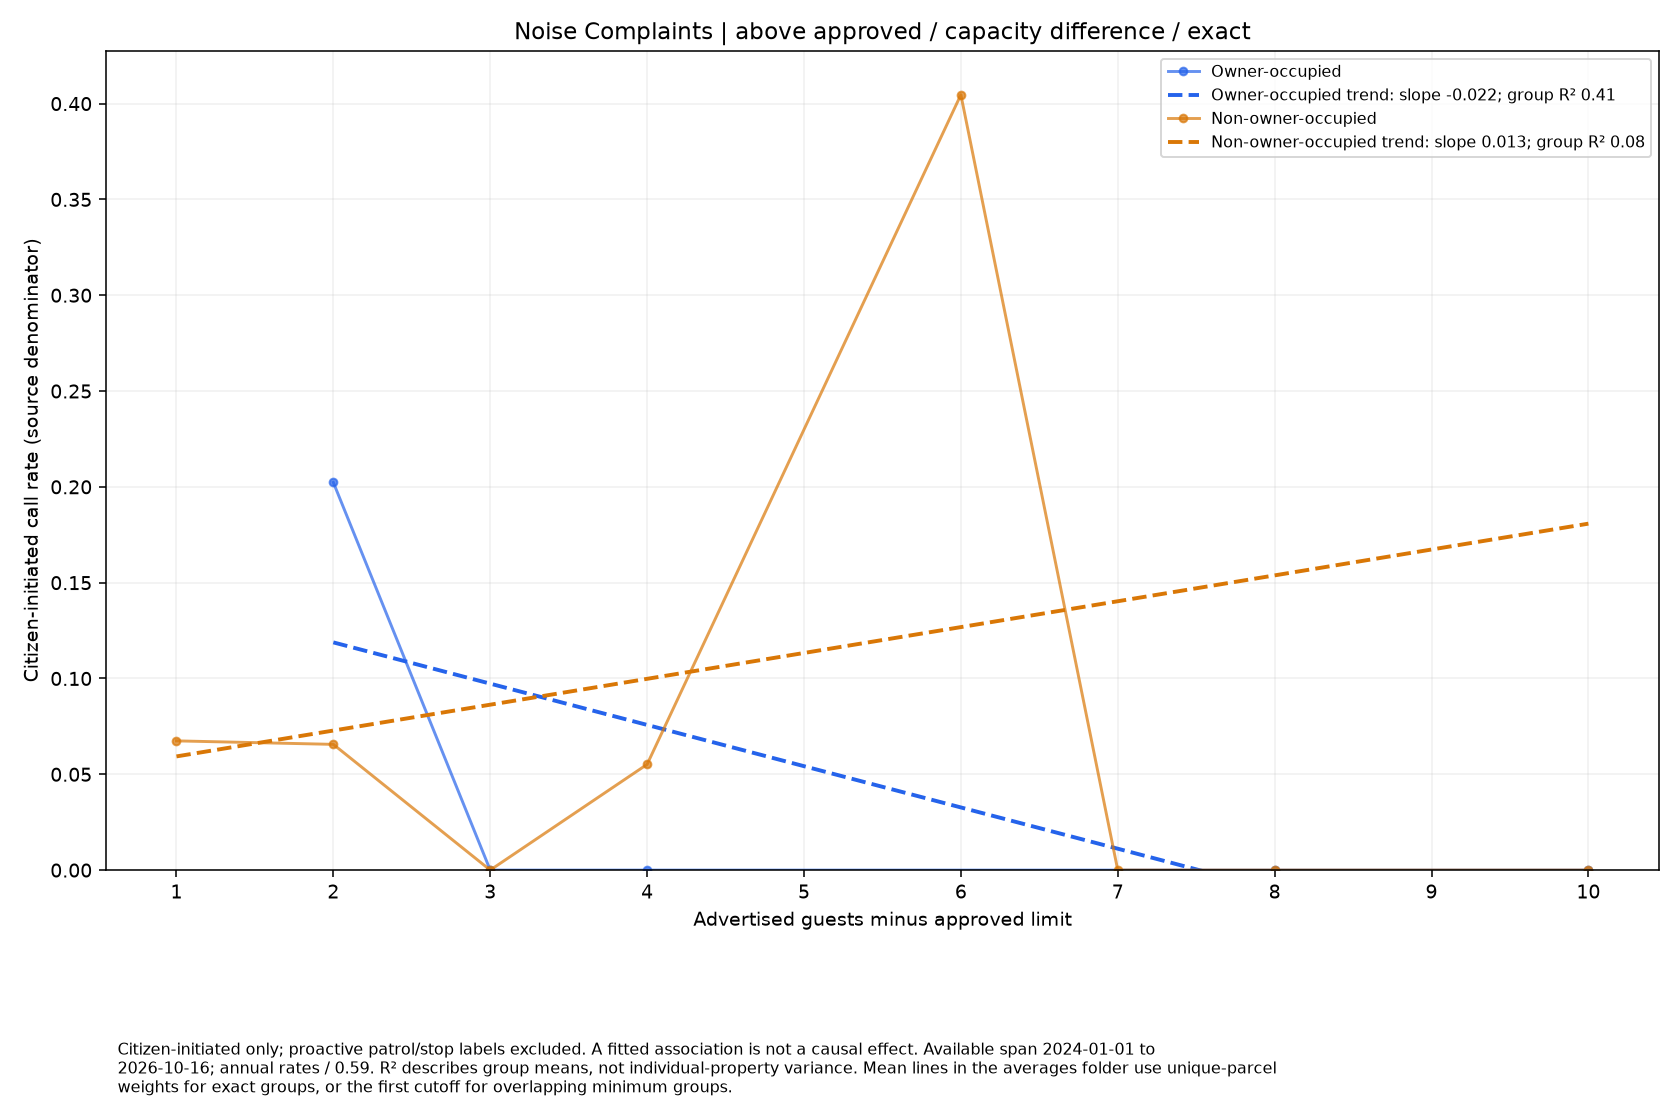 Noise Complaints | above approved / capacity difference / exact
Owner-occupied
Owner-occupied trend: slope -0.022; group R² 0.41
Non-owner-occupied
Non-owner-occupied trend: slope 0.013; group R² 0.08
Citizen-initiated call rate (source denominator)
0.40
0.35
0.30
0.25
0.20
0.15
0.10
0.05
0.00
1 2 3 4 5 6 7 8 9 10
Advertised guests minus approved limit
Citizen-initiated only; proactive patrol/stop labels excluded. A fitted association is not a causal effect. Available span 2024-01-01 to
2026-10-16; annual rates / 0.59. R² describes group means, not individual-property variance. Mean lines in the averages folder use unique-parcel
weights for exact groups, or the first cutoff for overlapping minimum groups.